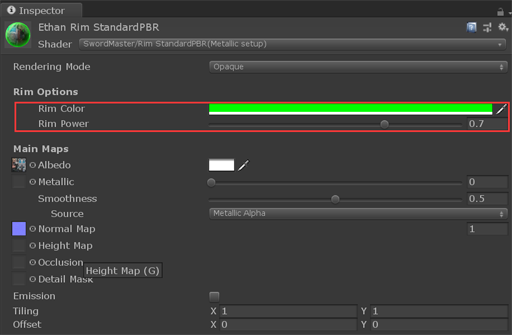 Inspector
Ethan Rim StandardPBR
Shader SwordMaster/Rim StandardPBR(Metallic setup)
Rendering Mode Opaque
Rim Options
Rim Color
Rim Power 0.7
Main Maps
Albedo
Metallic 0
Smoothness 0.5
Source Metallic Alpha
Normal Map 1
Height Map
Occlusion
Height Map (G)
Detail Mask
Emission
Tiling X 1 Y 1
Offset X 0 Y 0